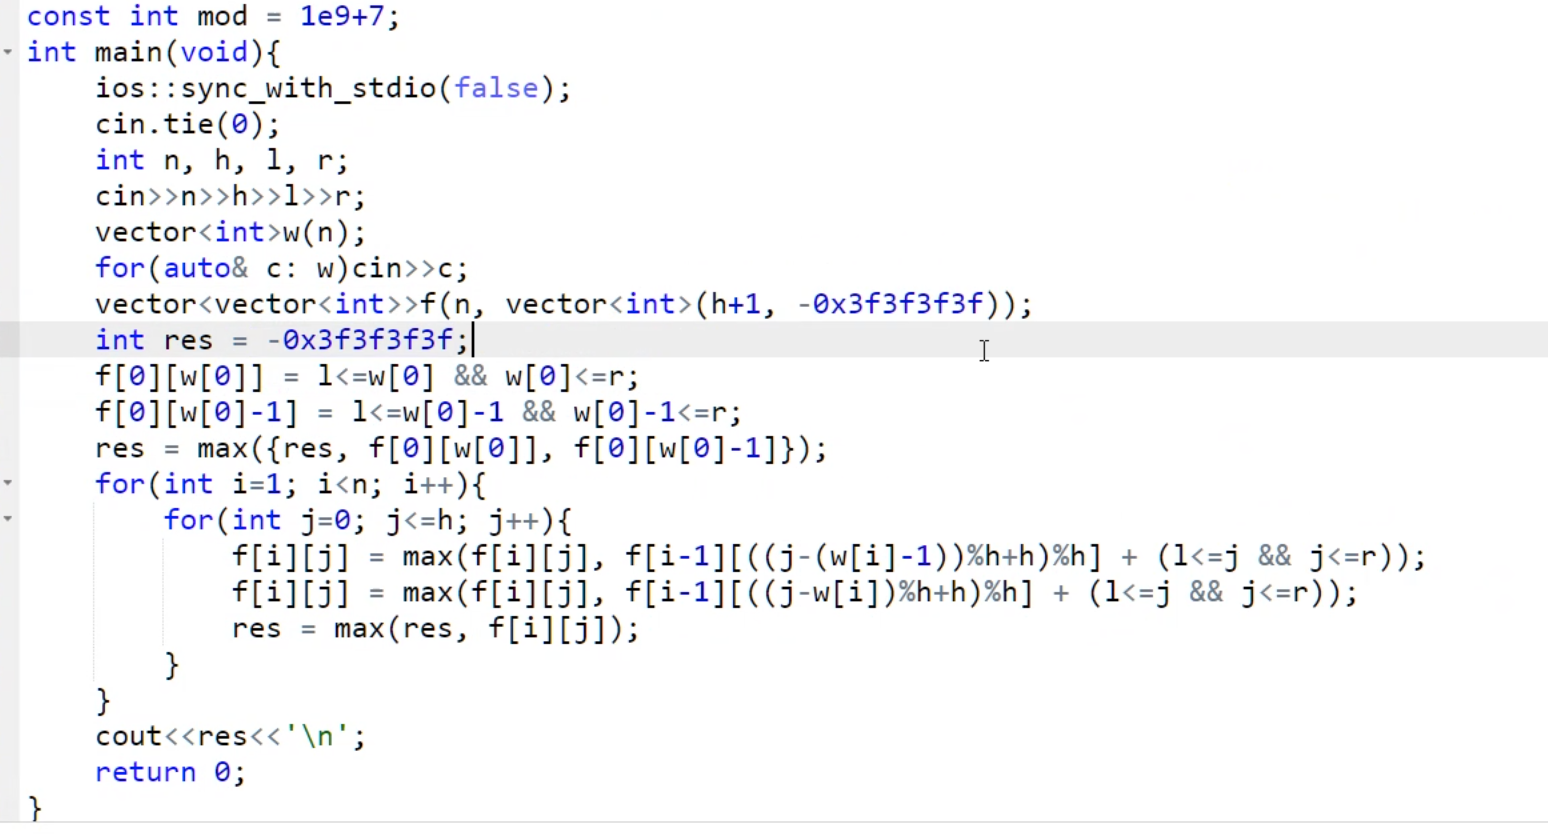 const int mod = 1e9+7;
int main(void){
    ios::sync_with_stdio(false);
    cin.tie(0);
    int n, h, l, r;
    cin>>n>>h>>l>>r;
    vector<int>w(n);
    for(auto& c: w)cin>>c;
    vector<vector<int>>f(n, vector<int>(h+1, -0x3f3f3f3f));
    int res = -0x3f3f3f3f;
    f[0][w[0]] = l<=w[0] && w[0]<=r;
    f[0][w[0]-1] = l<=w[0]-1 && w[0]-1<=r;
    res = max({res, f[0][w[0]], f[0][w[0]-1]});
    for(int i=1; i<n; i++){
        for(int j=0; j<=h; j++){
            f[i][j] = max(f[i][j], f[i-1][((j-(w[i]-1))%h+h)%h] + (l<=j && j<=r));
            f[i][j] = max(f[i][j], f[i-1][((j-w[i])%h+h)%h] + (l<=j && j<=r));
            res = max(res, f[i][j]);
        }
    }
    cout<<res<<'\n';
    return 0;
}